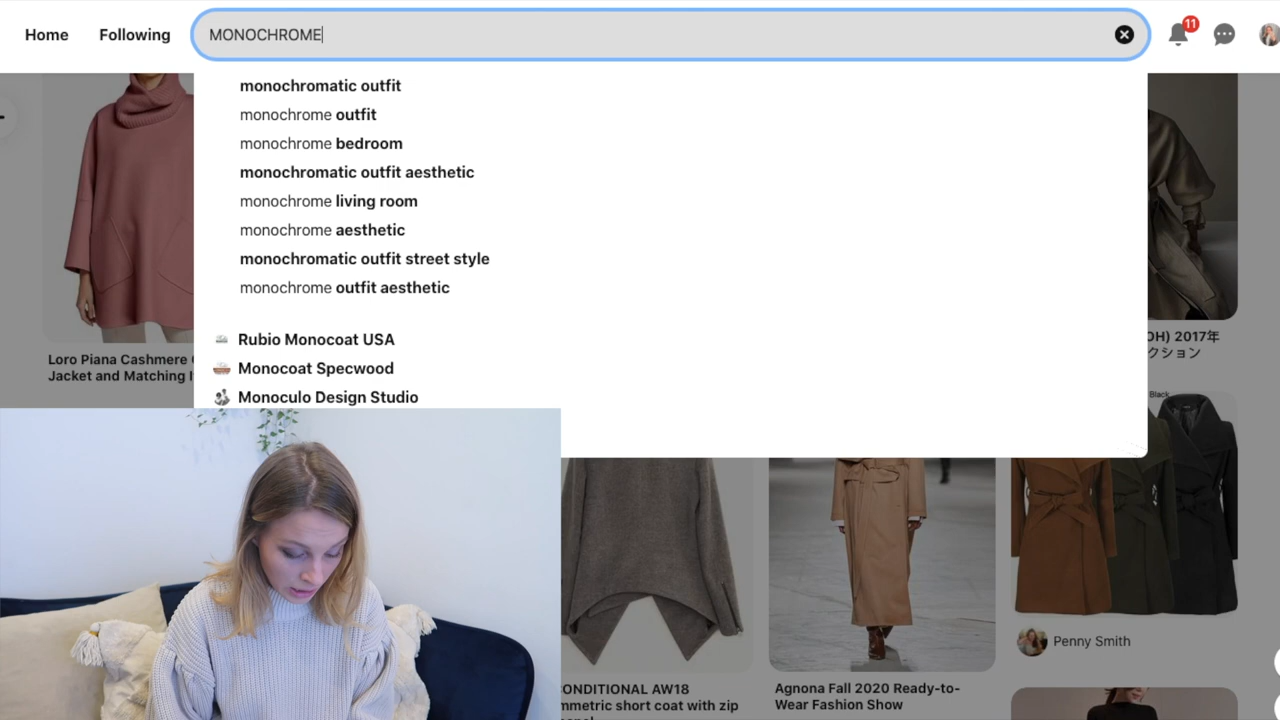 Home
Following
MONOCHROME
11
monochromatic outfit
monochrome outfit
monochrome bedroom
monochromatic outfit aesthetic
monochrome living room
monochrome aesthetic
monochromatic outfit street style
monochrome outfit aesthetic
Rubio Monocoat USA
Monocoat Specwood
Monoculo Design Studio
Loro Piana Cashmere
Jacket and Matching
2017年
クション
Black
Penny Smith
AW18
short coat with zip
Agnona Fall 2020 Ready-to-
Wear Fashion Show